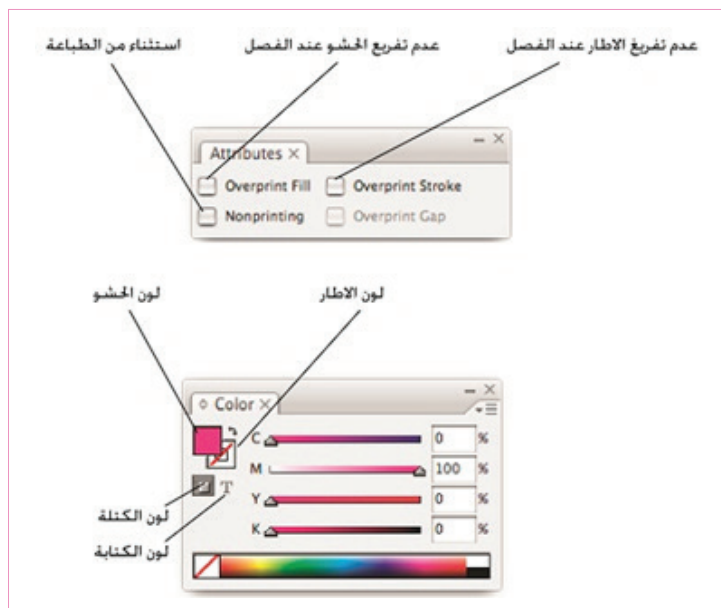 عدم تفريغ الاطار عند الفصل
عدم تفريع الحشو عند الفصل
استثناء من الطباعة
Attributes
Overprint Fill
Overprint Stroke
Nonprinting
Overprint Gap
لون الاطار
لون الحشو
Color
C 0 %
M 100 %
Y 0 %
K 0 %
T
لون الكتلة
لون الكتابة